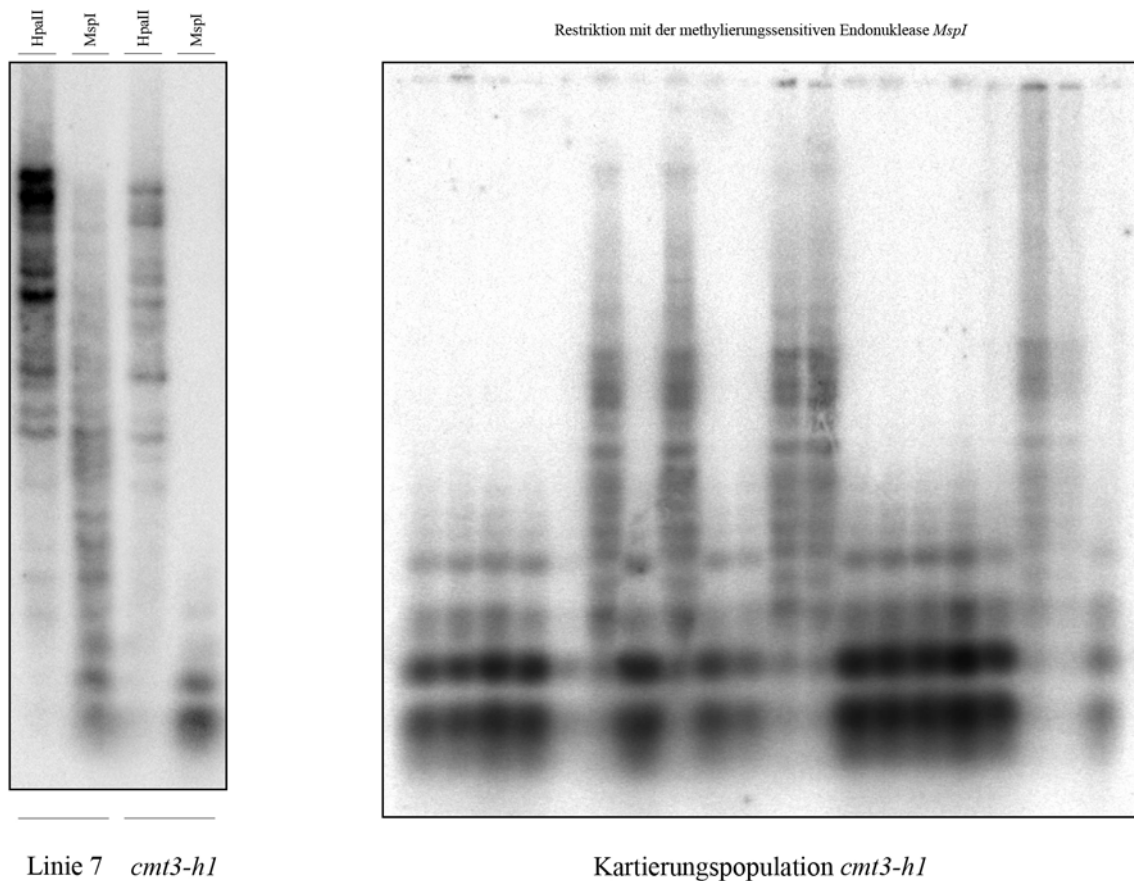 HpaII
MspI
HpaII
MspI
Restriktion mit der methylierungssensitiven Endonuklease MspI
Linie 7
cmt3-h1
Kartierungspopulation cmt3-h1